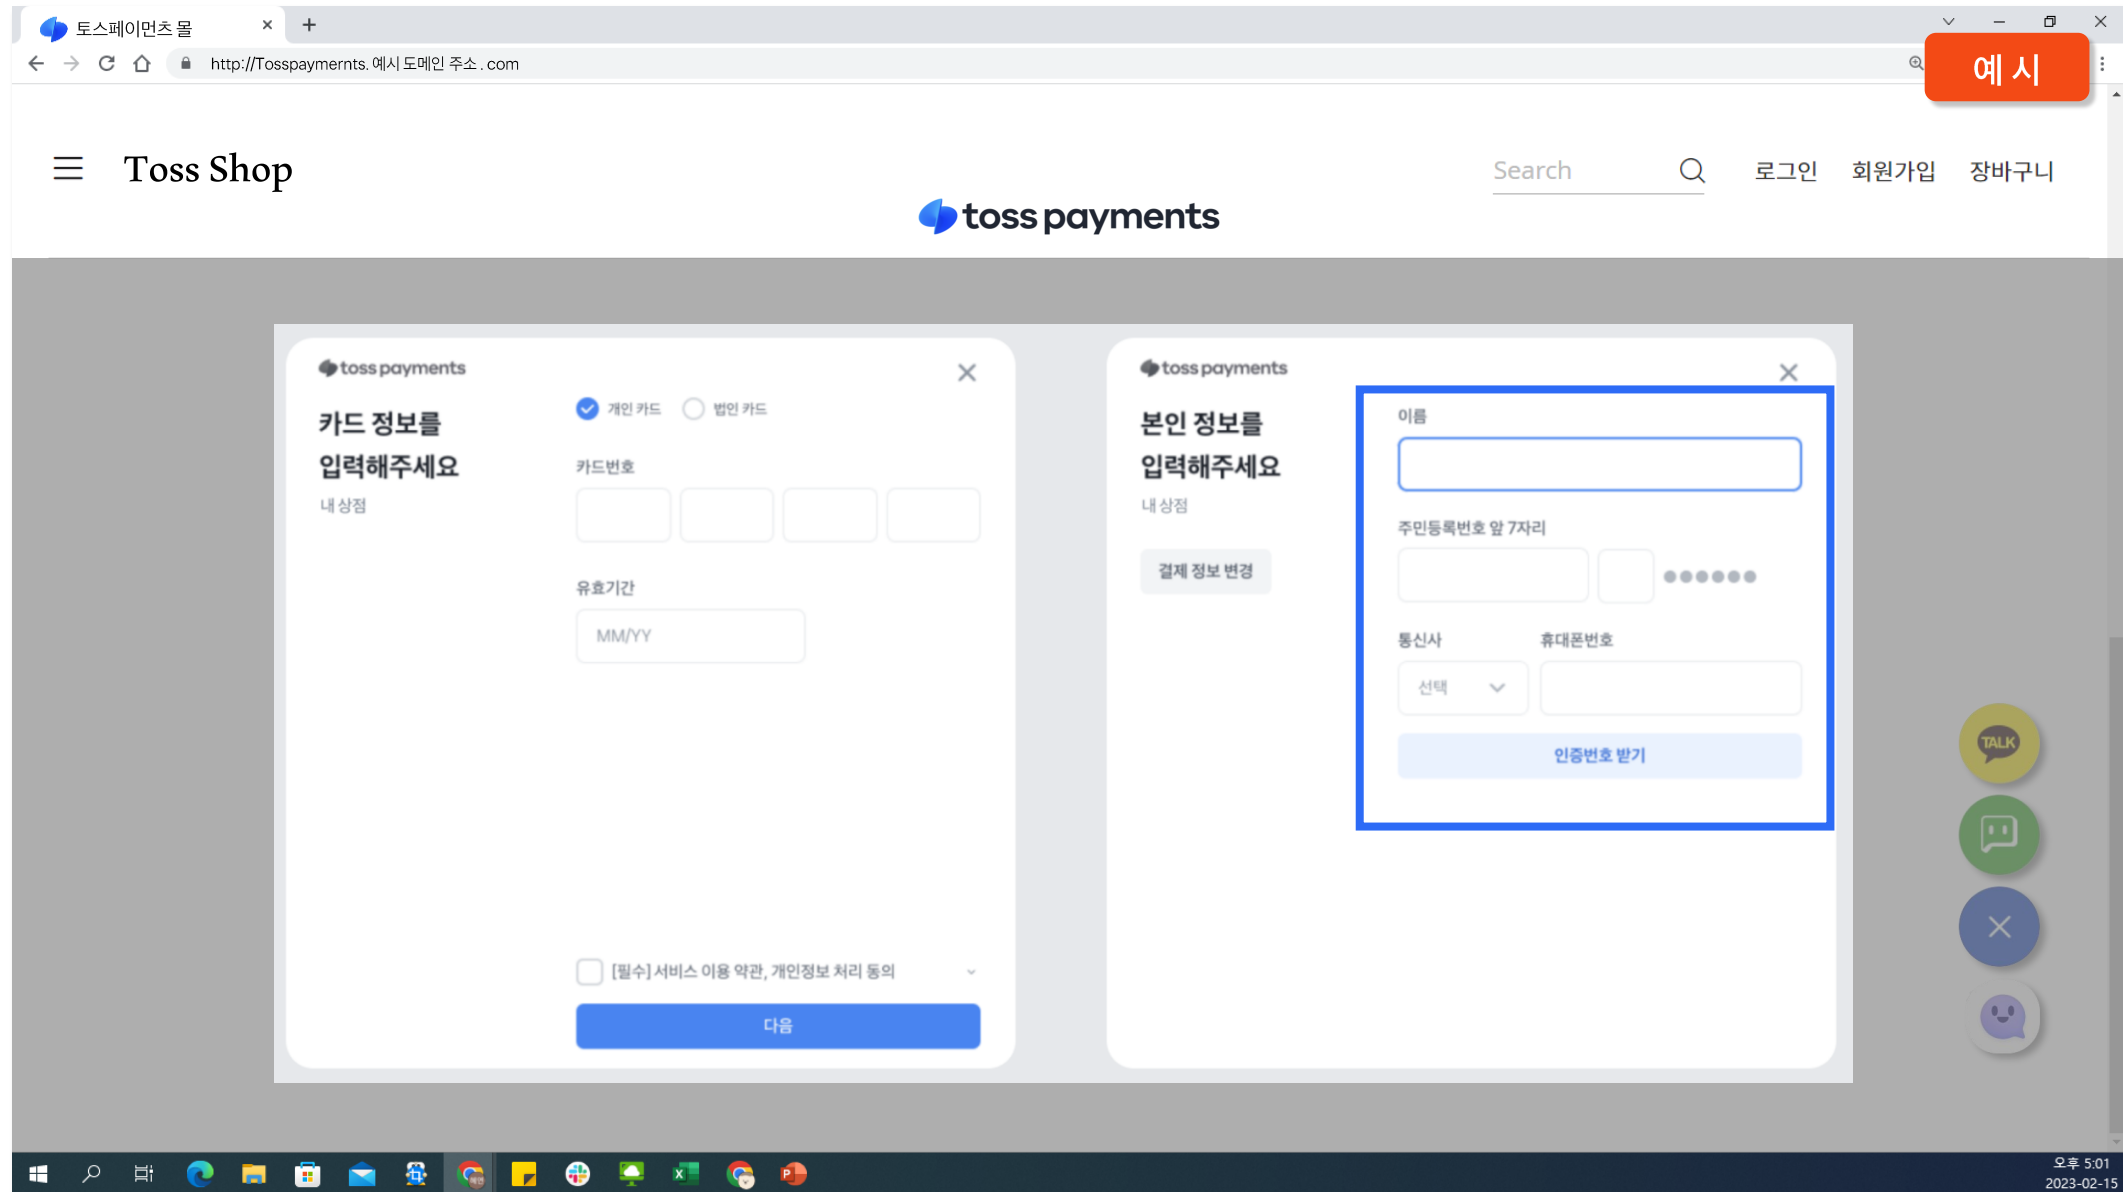 토스페이먼츠 몰
http://Tosspaymernts. 예시 도메인 주소 . com
예 시
Toss Shop
Search
로그인
회원가입
장바구니
toss payments
toss payments
개인 카드
법인 카드
카드 정보를
입력해주세요
내 상점
카드번호
유효기간
MM/YY
[필수] 서비스 이용 약관, 개인정보 처리 동의
다음
toss payments
본인 정보를
입력해주세요
내 상점
결제 정보 변경
이름
주민등록번호 앞 7자리
통신사
휴대폰번호
선택
인증번호 받기
TALK
오후 5:01
2023-02-15